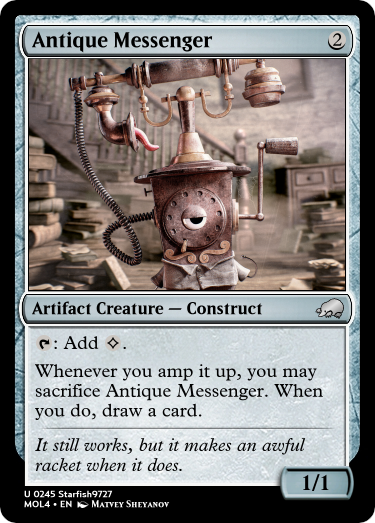 Antique Messenger 2
Artifact Creature — Construct
: Add .
Whenever you amp it up, you may
sacrifice Antique Messenger. When
you do, draw a card.
It still works, but it makes an awful
racket when it does.
1/1
U 0245 Starfish9727
MOL4 • EN Matvey Sheyanov